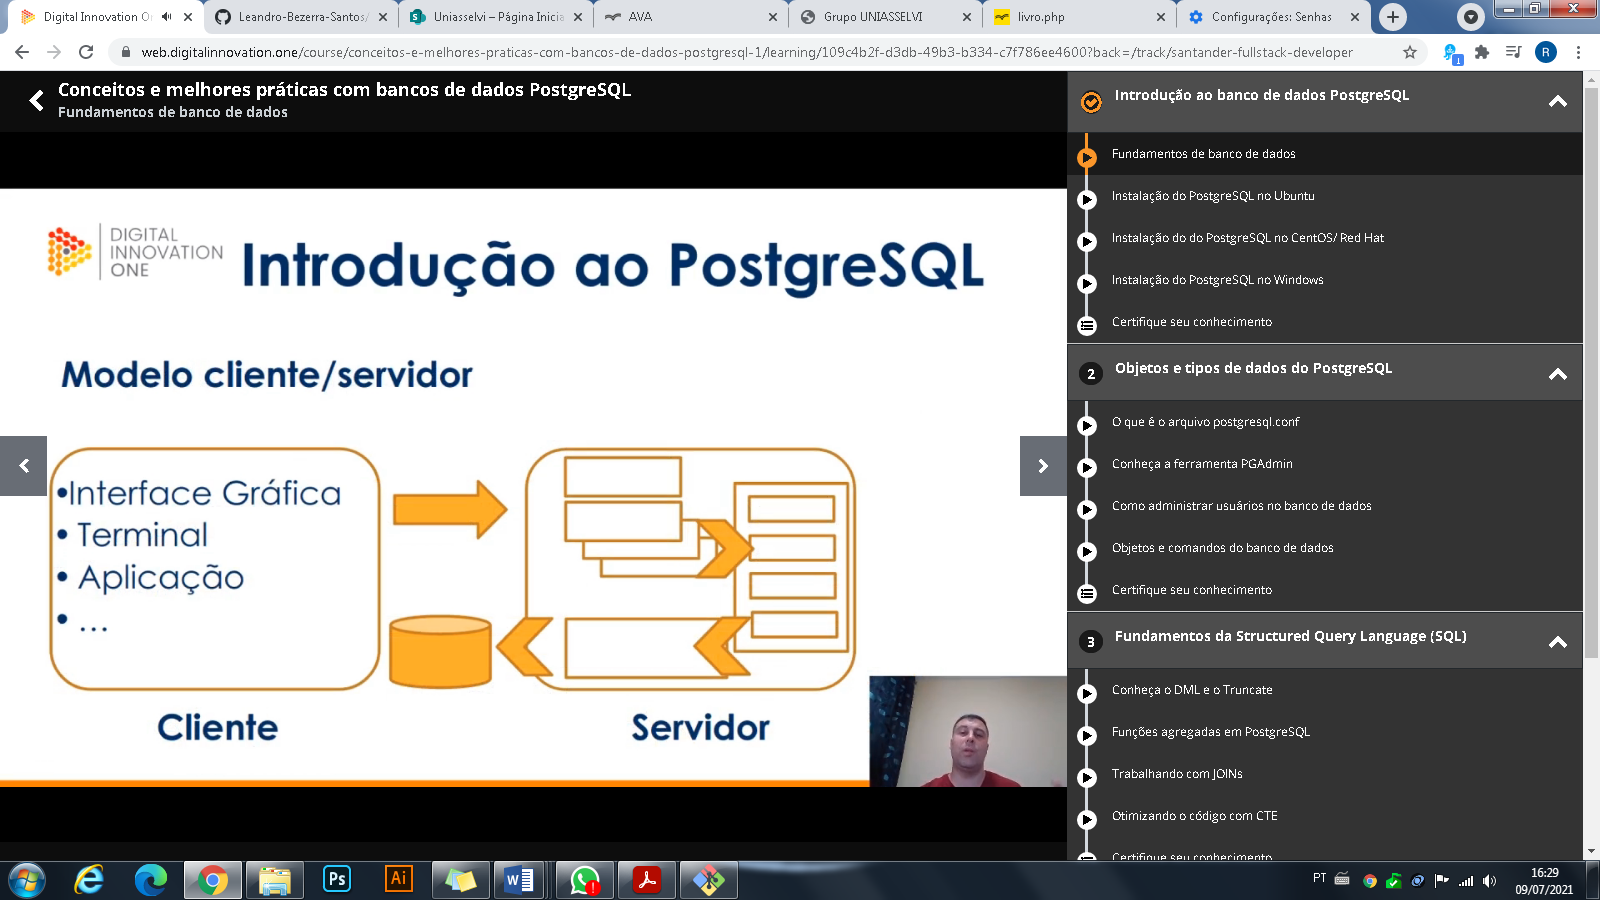 Digital Innovation O
Leandro-Bezerra-Santos/
Uniasselvi – Página Inicia
AVA
Grupo UNIASSELVI
livro.php
Configurações: Senhas
web.digitalinnovation.one/course/conceitos-e-melhores-praticas-com-bancos-de-dados-postgresql-1/learning/109c4b2f-d3db-49b3-b334-c7f786ee4600?back=/track/santander-fullstack-developer
1
R
Conceitos e melhores práticas com bancos de dados PostgreSQL
Fundamentos de banco de dados
DIGITAL
INNOVATION
ONE
Introdução ao PostgreSQL
Modelo cliente/servidor
•Interface Gráfica
• Terminal
• Aplicação
• ...
Cliente
Servidor
Introdução ao banco de dados PostgreSQL
Fundamentos de banco de dados
Instalação do PostgreSQL no Ubuntu
Instalação do do PostgreSQL no CentOS/ Red Hat
Instalação do PostgreSQL no Windows
Certifique seu conhecimento
2
Objetos e tipos de dados do PostgreSQL
O que é o arquivo postgresql.conf
Conheça a ferramenta PGAdmin
Como administrar usuários no banco de dados
Objetos e comandos do banco de dados
Certifique seu conhecimento
3
Fundamentos da Structured Query Language (SQL)
Conheça o DML e o Truncate
Funções agregadas em PostgreSQL
Trabalhando com JOINs
Otimizando o código com CTE
Certifique seu conhecimento
Ps
Ai
W
PT
16:29
09/07/2021